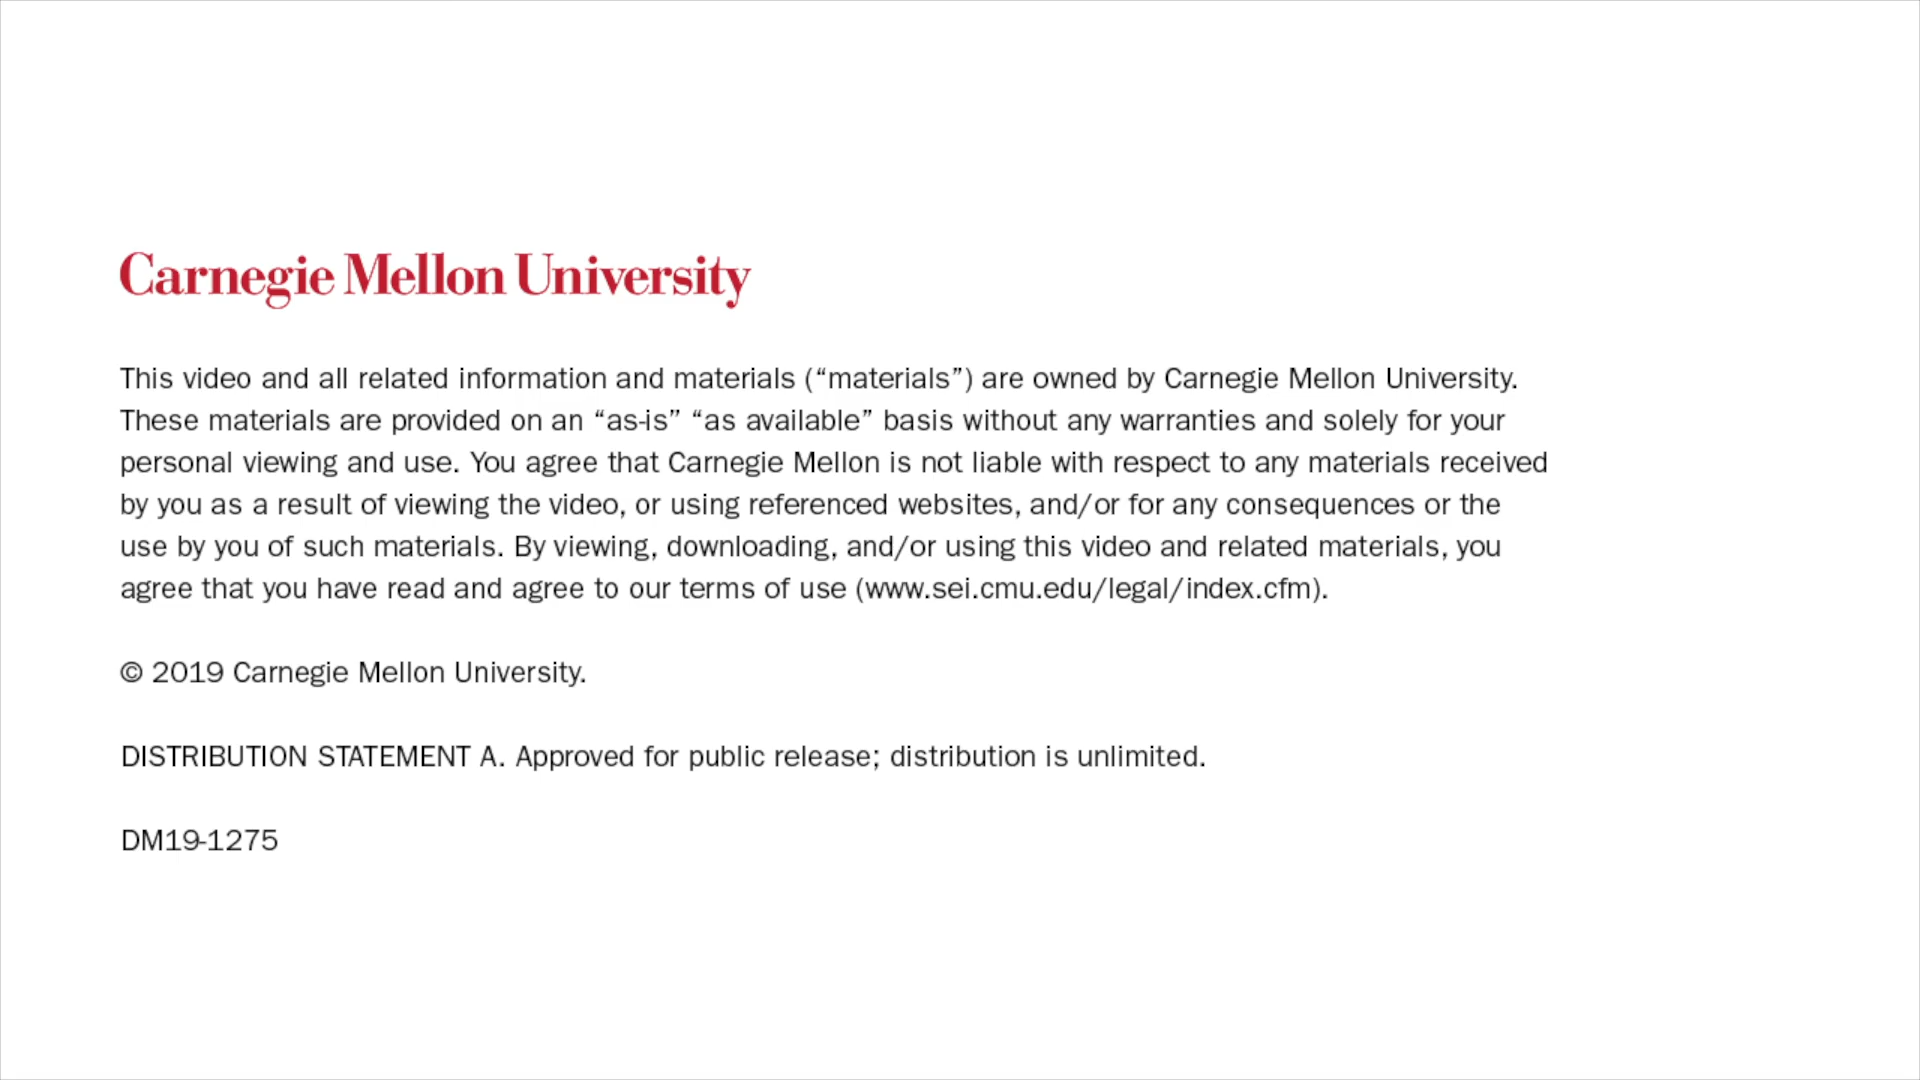 Carnegie Mellon University
This video and all related information and materials (“materials”) are owned by Carnegie Mellon University.
These materials are provided on an “as-is” “as available” basis without any warranties and solely for your
personal viewing and use. You agree that Carnegie Mellon is not liable with respect to any materials received
by you as a result of viewing the video, or using referenced websites, and/or for any consequences or the
use by you of such materials. By viewing, downloading, and/or using this video and related materials, you
agree that you have read and agree to our terms of use (www.sei.cmu.edu/legal/index.cfm).
© 2019 Carnegie Mellon University.
DISTRIBUTION STATEMENT A. Approved for public release; distribution is unlimited.
DM19-1275